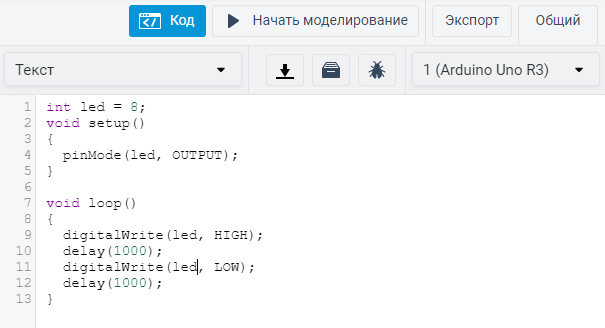 Код Начать моделирование Экспорт Общий
Текст 1 (Arduino Uno R3)
1 int led = 8;
2 void setup()
3 {
4   pinMode(led, OUTPUT);
5 }
6
7 void loop()
8 {
9   digitalWrite(led, HIGH);
10   delay(1000);
11   digitalWrite(led, LOW);
12   delay(1000);
13 }